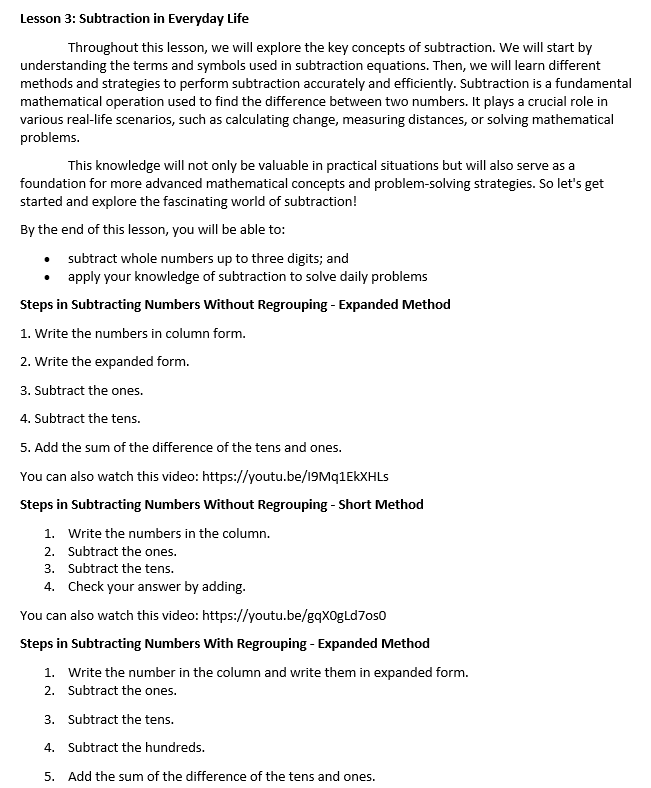 Lesson 3: Subtraction in Everyday Life
Throughout this lesson, we will explore the key concepts of subtraction. We will start by
understanding the terms and symbols used in subtraction equations. Then, we will learn different
methods and strategies to perform subtraction accurately and efficiently. Subtraction is a fundamental
mathematical operation used to find the difference between two numbers. It plays a crucial role in
various real-life scenarios, such as calculating change, measuring distances, or solving mathematical
problems.
This knowledge will not only be valuable in practical situations but will also serve as a
foundation for more advanced mathematical concepts and problem-solving strategies. So let's get
started and explore the fascinating world of subtraction!
By the end of this lesson, you will be able to:
• subtract whole numbers up to three digits; and
• apply your knowledge of subtraction to solve daily problems
Steps in Subtracting Numbers Without Regrouping - Expanded Method
1. Write the numbers in column form.
2. Write the expanded form.
3. Subtract the ones.
4. Subtract the tens.
5. Add the sum of the difference of the tens and ones.
You can also watch this video: https://youtu.be/I9Mq1EkXHLs
Steps in Subtracting Numbers Without Regrouping - Short Method
1. Write the numbers in the column.
2. Subtract the ones.
3. Subtract the tens.
4. Check your answer by adding.
You can also watch this video: https://youtu.be/gqX0gLd7os0
Steps in Subtracting Numbers With Regrouping - Expanded Method
1. Write the number in the column and write them in expanded form.
2. Subtract the ones.
3. Subtract the tens.
4. Subtract the hundreds.
5. Add the sum of the difference of the tens and ones.